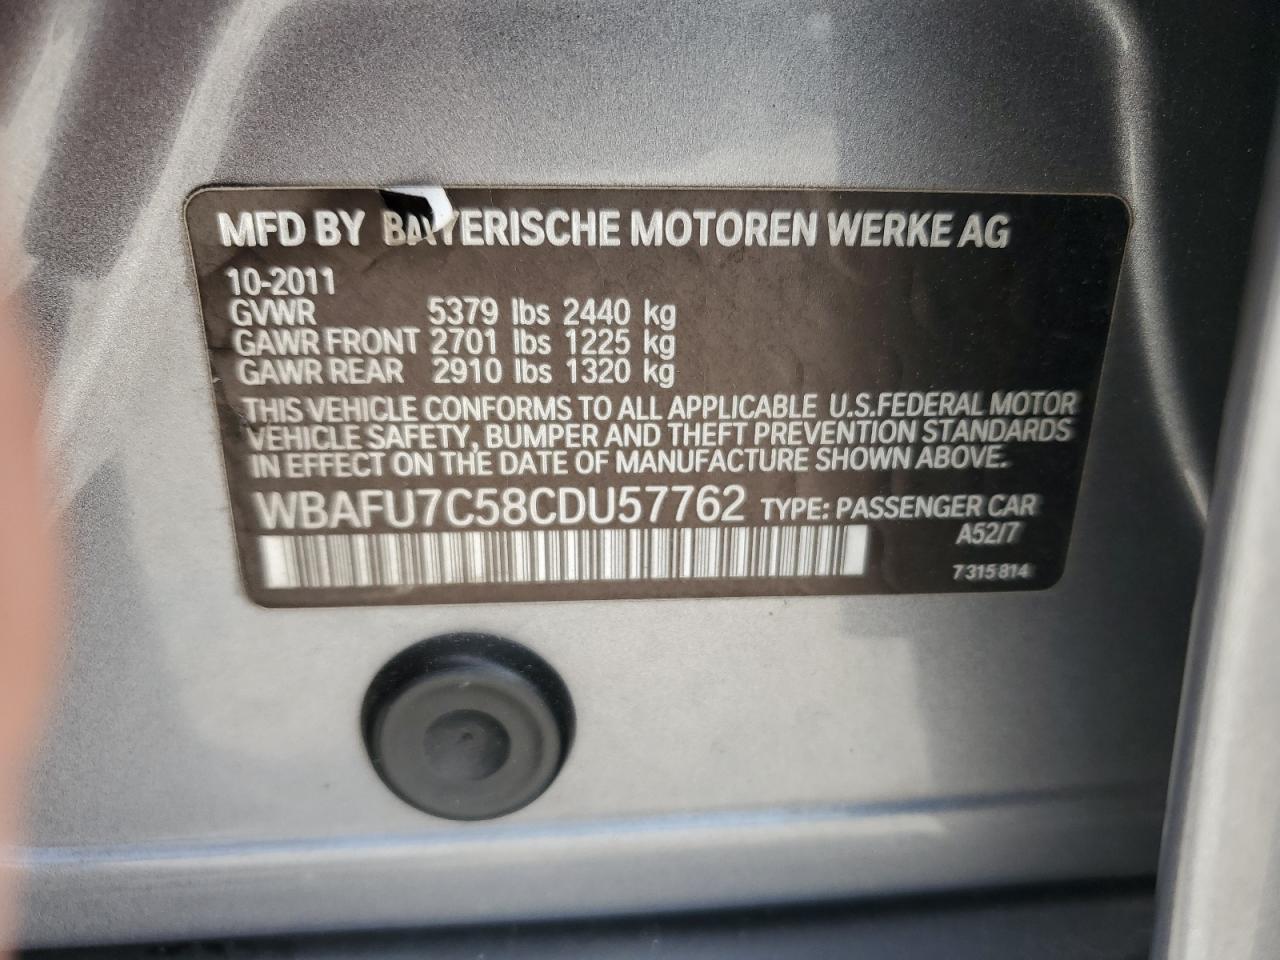 MFD BY BAYERISCHE MOTOREN WERKE AG
10-2011
GVWR 5379 lbs 2440 kg
GAWR FRONT 2701 lbs 1225 kg
GAWR REAR 2910 lbs 1320 kg
THIS VEHICLE CONFORMS TO ALL APPLICABLE U.S.FEDERAL MOTOR
VEHICLE SAFETY, BUMPER AND THEFT PREVENTION STANDARDS
IN EFFECT ON THE DATE OF MANUFACTURE SHOWN ABOVE.
WBAFU7C58CDU57762 TYPE: PASSENGER CAR
A52/7
7 315 814